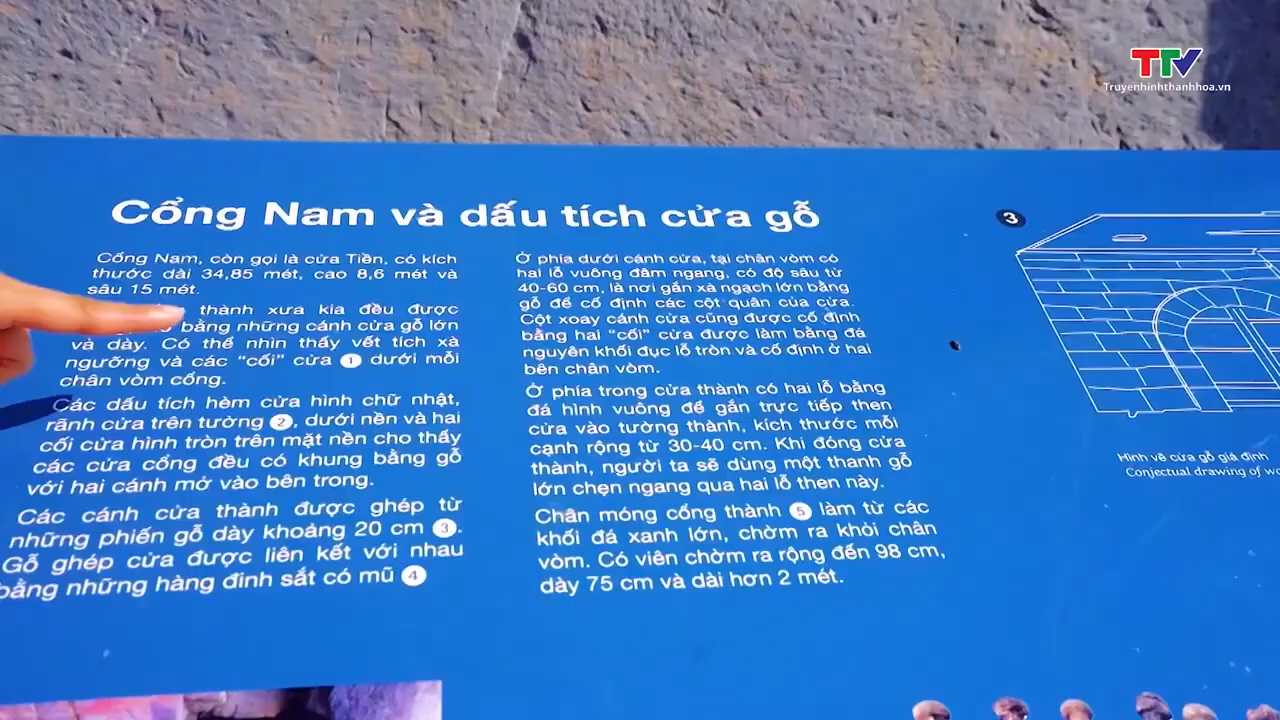 TTV
Truyenhinhthanhhoa.vn
Cổng Nam và dấu tích cửa gỗ
Cổng Nam, còn gọi là cửa Tiền, có kích
thước dài 34,85 mét, cao 8,6 mét và
sâu 15 mét.
thành xưa kia đều được
bằng những cánh cửa gỗ lớn
và dày. Có thể nhìn thấy vết tích xà
ngưỡng và các "cối" cửa 1 dưới mỗi
chân vòm cổng.
Các dấu tích hèm cửa hình chữ nhật,
rãnh cửa trên tường 2, dưới nền và hai
cối cửa hình tròn trên mặt nền cho thấy
các cửa cổng đều có khung bằng gỗ
với hai cánh mở vào bên trong.
Các cánh cửa thành được ghép từ
những phiến gỗ dày khoảng 20 cm 3.
Gỗ ghép cửa được liên kết với nhau
bằng những hàng đinh sắt có mũ 4
Ở phía dưới cánh cửa, tại chân vòm có
hai lỗ vuông đâm ngang, có độ sâu từ
40-60 cm, là nơi gắn xà ngạch lớn bằng
gỗ để cố định các cột quân của cửa.
Cột xoay cánh cửa cũng được cố định
bằng hai "cối" cửa được làm bằng đá
nguyên khối đục lỗ tròn và cố định ở hai
bên chân vòm.
Ở phía trong cửa thành có hai lỗ bằng
đá hình vuông để gắn trực tiếp then
cửa vào tường thành, kích thước mỗi
cạnh rộng từ 30-40 cm. Khi đóng cửa
thành, người ta sẽ dùng một thanh gỗ
lớn chẹn ngang qua hai lỗ then này.
Chân móng cổng thành 5 làm từ các
khối đá xanh lớn, chờm ra khỏi chân
vòm. Có viên chờm ra rộng đến 98 cm,
dày 75 cm và dài hơn 2 mét.
3
Hình vẽ cửa gỗ giả định
Conjectual drawing of